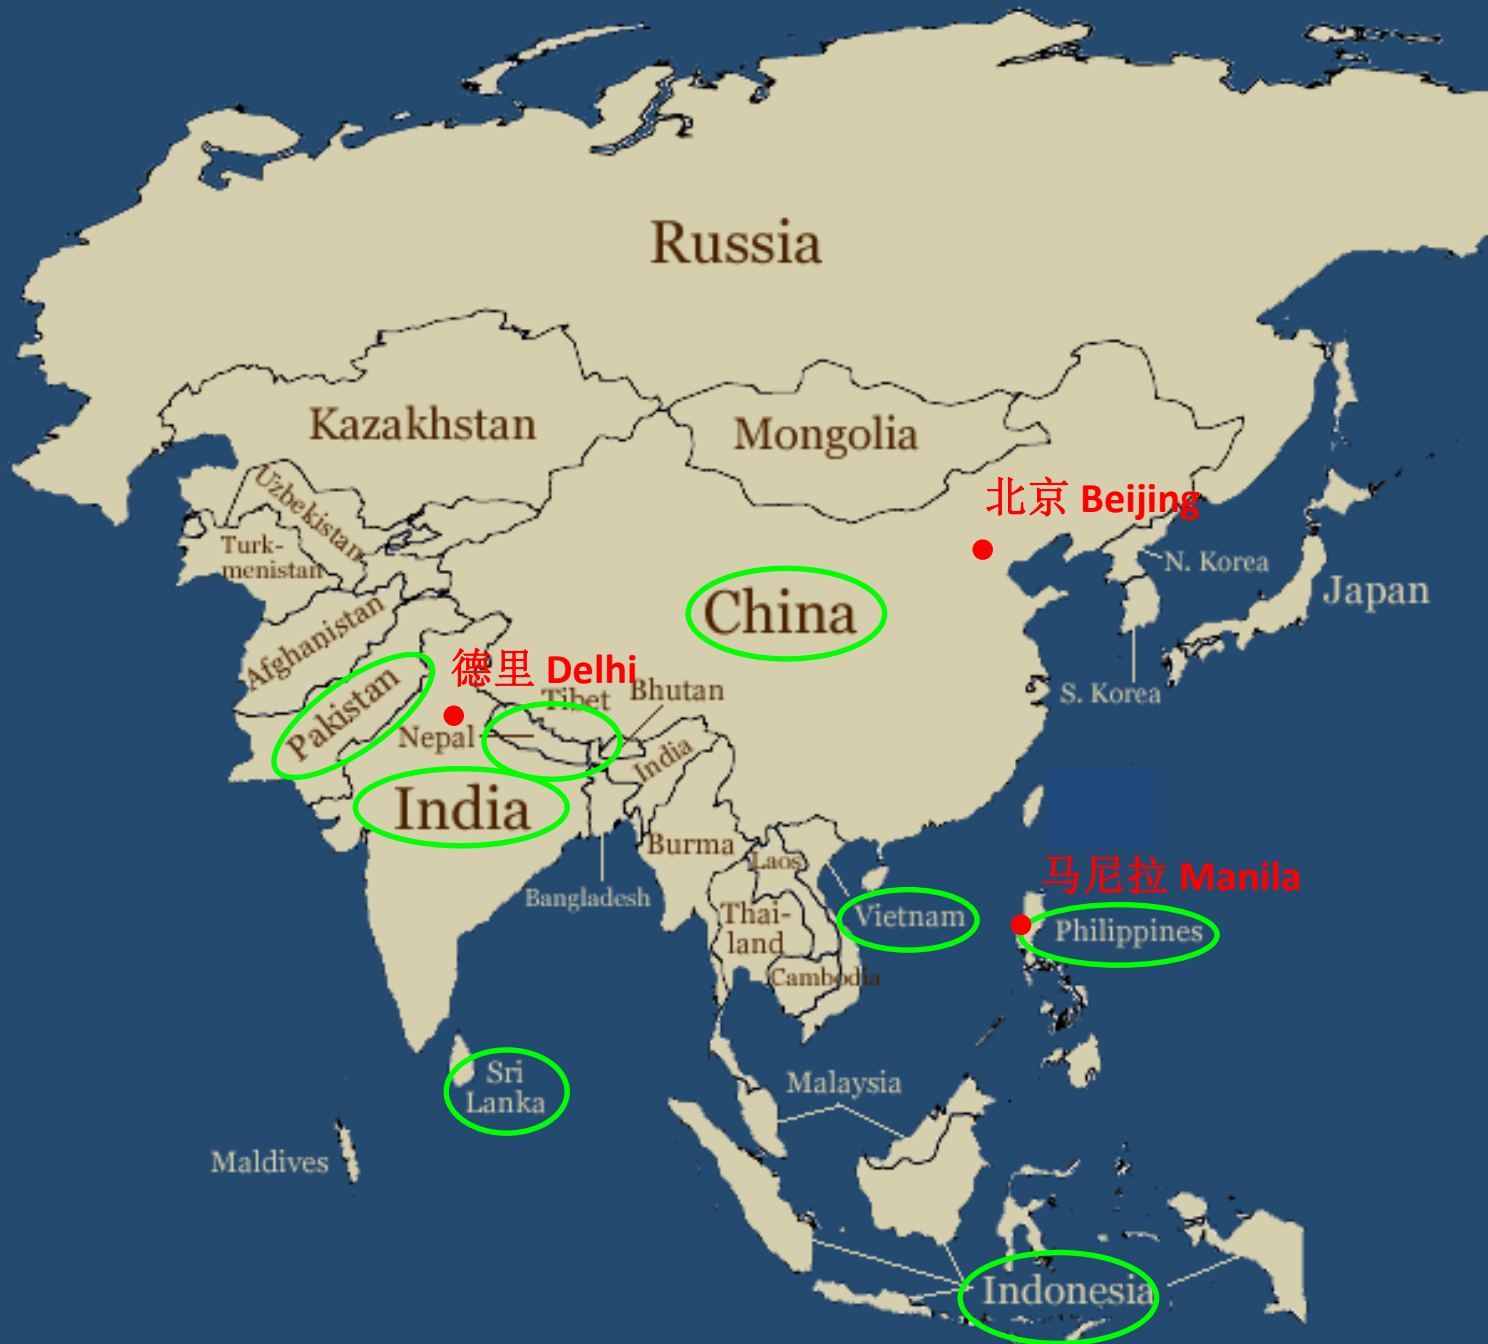 Russia
Kazakhstan
Mongolia
Uzbekistan
北京 Beijing
Turk-
menistan
N. Korea
Japan
China
Afghanistan
德里 Delhi
S. Korea
Pakistan
Tibet
Bhutan
Nepal
India
India
Burma
Laos
马尼拉 Manila
Bangladesh
Thai-
land
Vietnam
Philippines
Cambodia
Sri
Lanka
Malaysia
Maldives
Indonesia